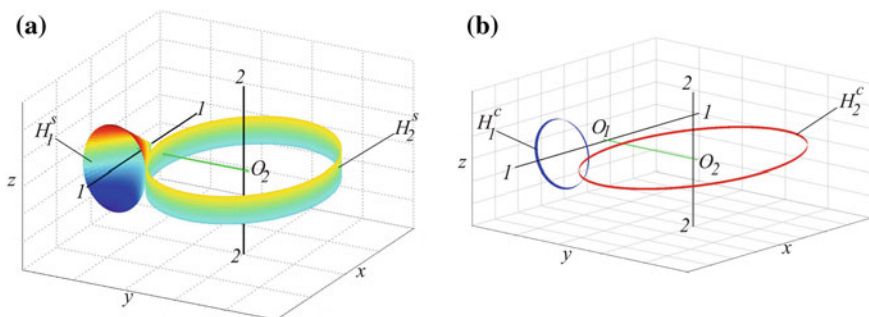 (a)
2
1
H₁ˢ
H₂ˢ
O₂
1
z
2
x
y
(b)
2
1
H₁ᶜ
O₁
H₂ᶜ
1
O₂
z
2
x
y